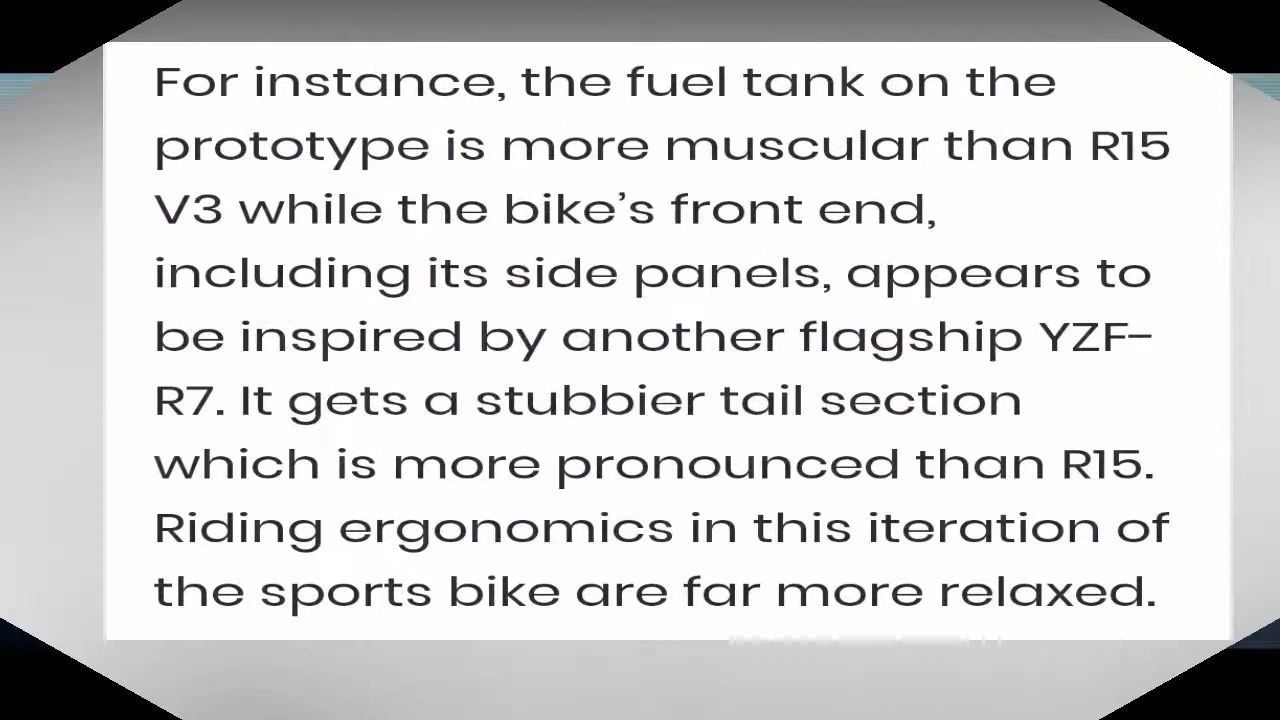 For instance, the fuel tank on the
prototype is more muscular than R15
V3 while the bike’s front end,
including its side panels, appears to
be inspired by another flagship YZF-
R7. It gets a stubbier tail section
which is more pronounced than R15.
Riding ergonomics in this iteration of
the sports bike are far more relaxed.